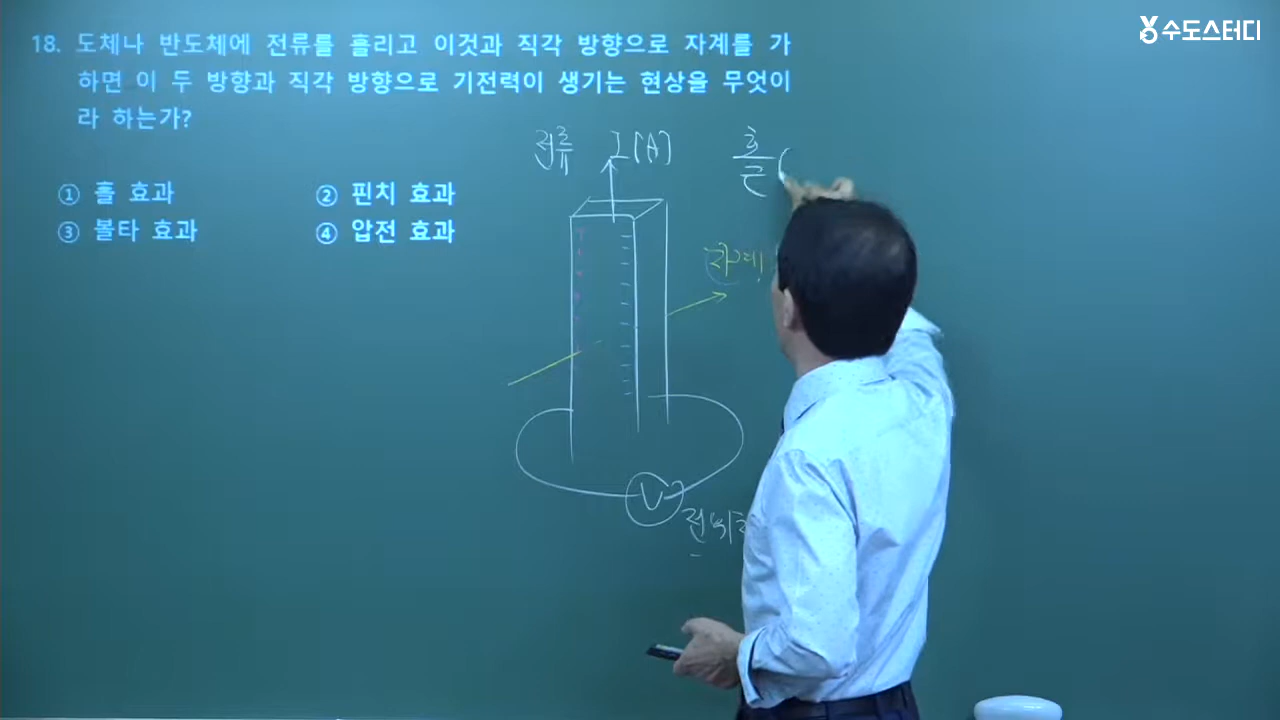 수도스터디
18. 도체나 반도체에 전류를 흘리고 이것과 직각 방향으로 자계를 가
하면 이 두 방향과 직각 방향으로 기전력이 생기는 현상을 무엇이
라 하는가?
① 홀 효과 ② 핀치 효과
③ 볼타 효과 ④ 압전 효과
전류 I[A] 홀(
자계
V
전위